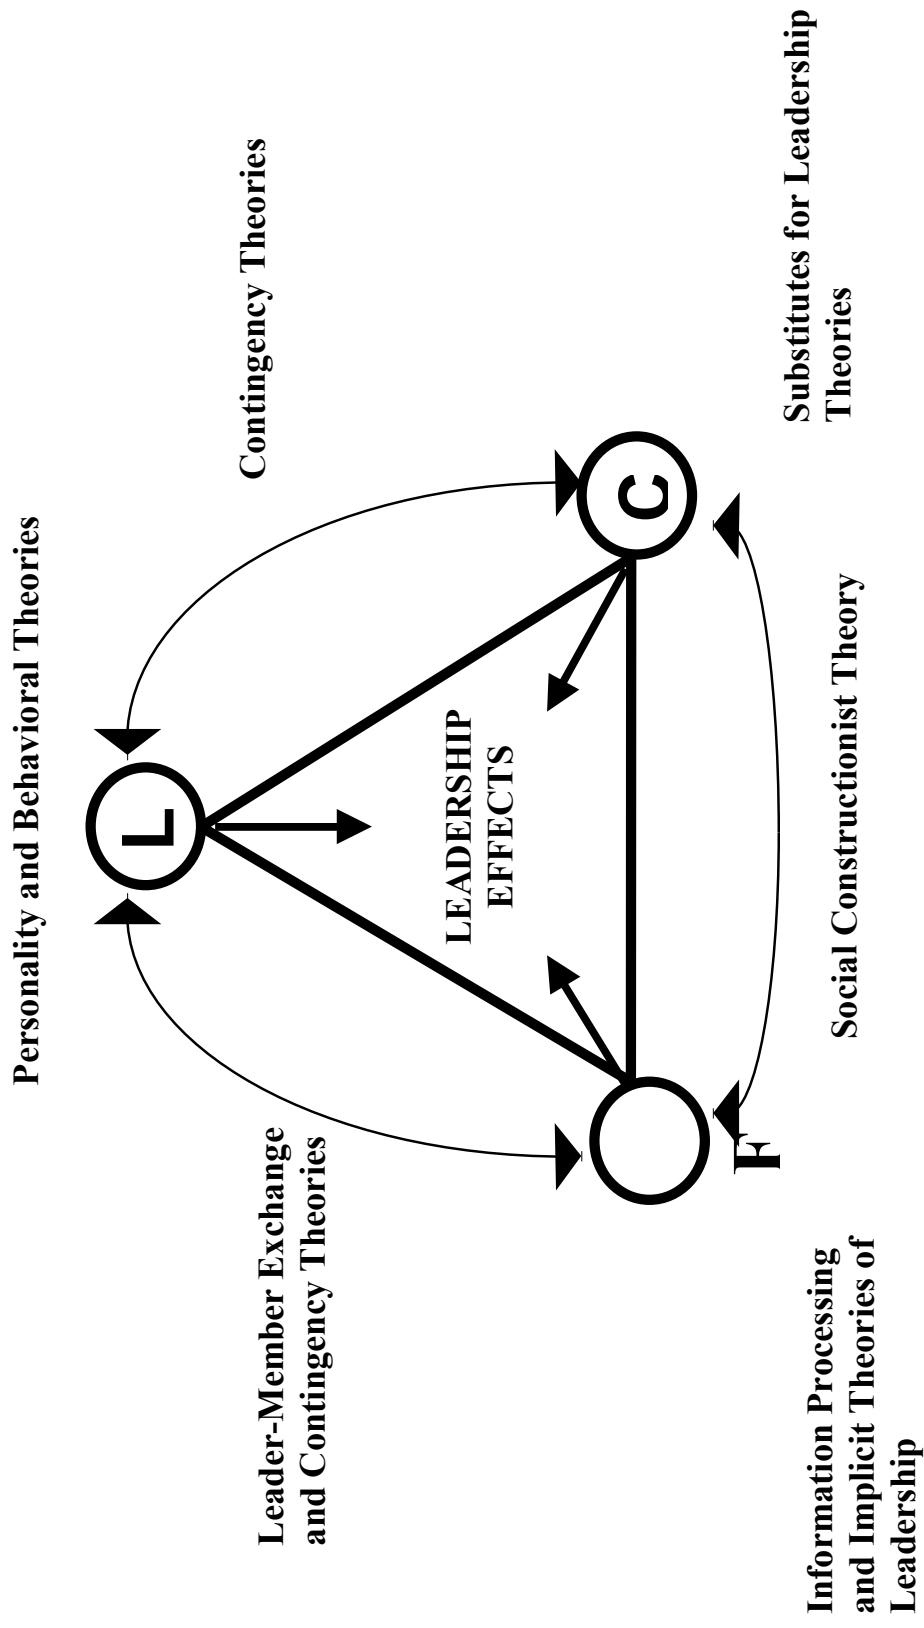 Personality and Behavioral Theories
L
Leader-Member Exchange
and Contingency Theories
Contingency Theories
LEADERSHIP
EFFECTS
C
F
Information Processing
and Implicit Theories of
Leadership
Social Constructionist Theory
Substitutes for Leadership
Theories